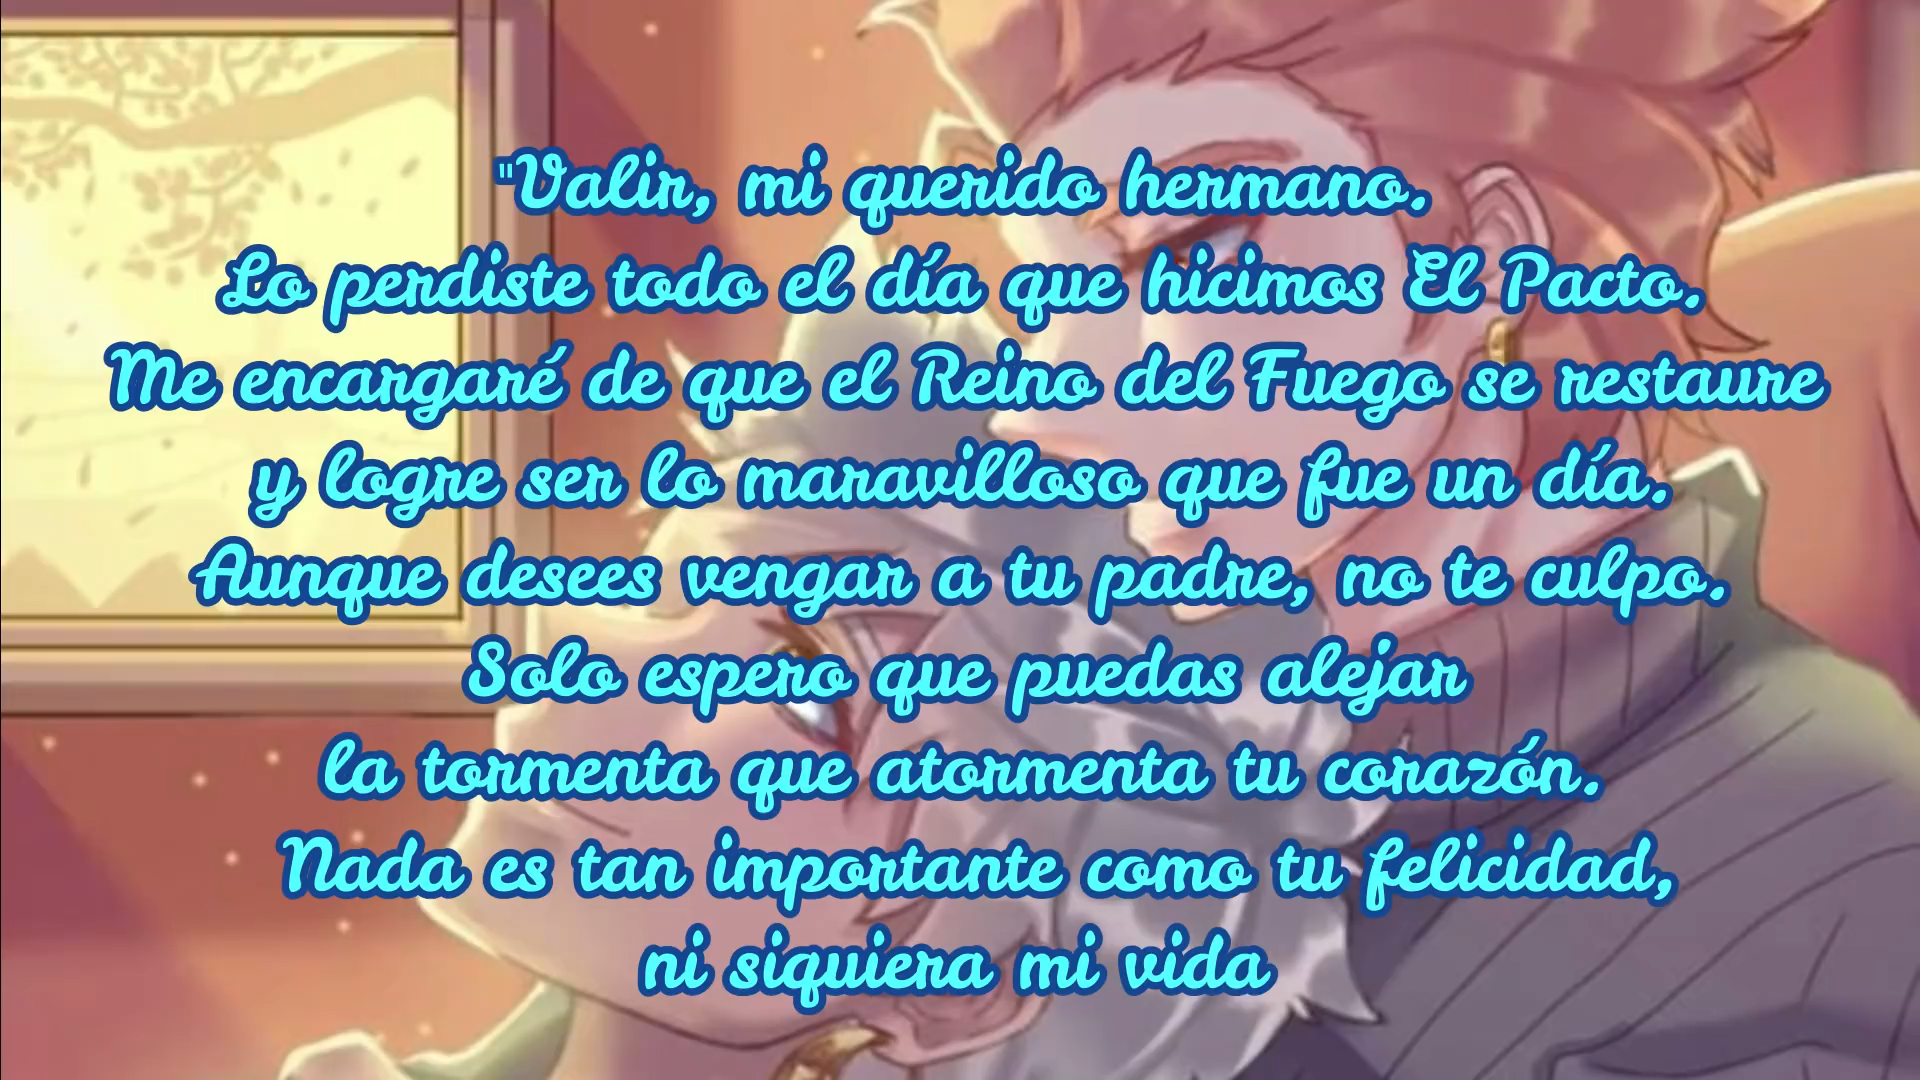 "Valir, mi querido hermano.
Lo perdiste todo el día que hicimos El Pacto.
Me encargaré de que el Reino del Fuego se restaure
y logre ser lo maravilloso que fue un día.
Aunque desees vengar a tu padre, no te culpo.
Solo espero que puedas alejar
la tormenta que atormenta tu corazón.
Nada es tan importante como tu felicidad,
ni siquiera mi vida